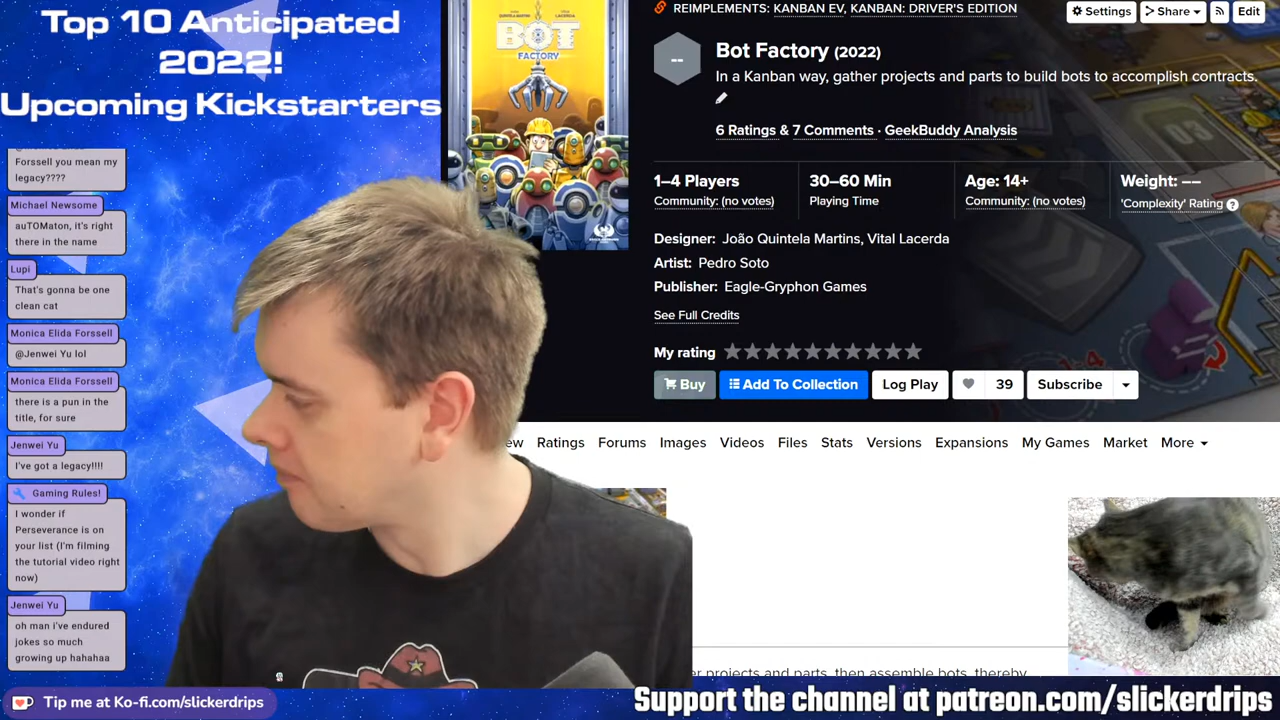 Top 10 Anticipated
2022!
Upcoming Kickstarters
Forssell you mean my
legacy????
Michael Newsome
auTOMaton, it's right
there in the name
Lupi
That's gonna be one
clean cat
Monica Elida Forssell
@Jenwei Yu lol
Monica Elida Forssell
there is a pun in the
title, for sure
Jenwei Yu
I've got a legacy!!!!
Gaming Rules!
I wonder if
Perseverance is on
your list (I'm filming
the tutorial video right
now)
Jenwei Yu
oh man i've endured
jokes so much
growing up hahahaa
Tip me at Ko-fi.com/slickerdrips
BOT
FACTORY
REIMPLEMENTS: KANBAN EV, KANBAN: DRIVER'S EDITION
Settings
Share
Edit
--
Bot Factory (2022)
In a Kanban way, gather projects and parts to build bots to accomplish contracts.
6 Ratings & 7 Comments · GeekBuddy Analysis
1–4 Players
Community: (no votes)
30–60 Min
Playing Time
Age: 14+
Community: (no votes)
Weight: --
'Complexity' Rating ?
Designer: João Quintela Martins, Vital Lacerda
Artist: Pedro Soto
Publisher: Eagle-Gryphon Games
See Full Credits
My rating
Buy
Add To Collection
Log Play
39
Subscribe
ew Ratings Forums Images Videos Files Stats Versions Expansions My Games Market More
projects and parts, then assemble bots, thereby
Support the channel at patreon.com/slickerdrips